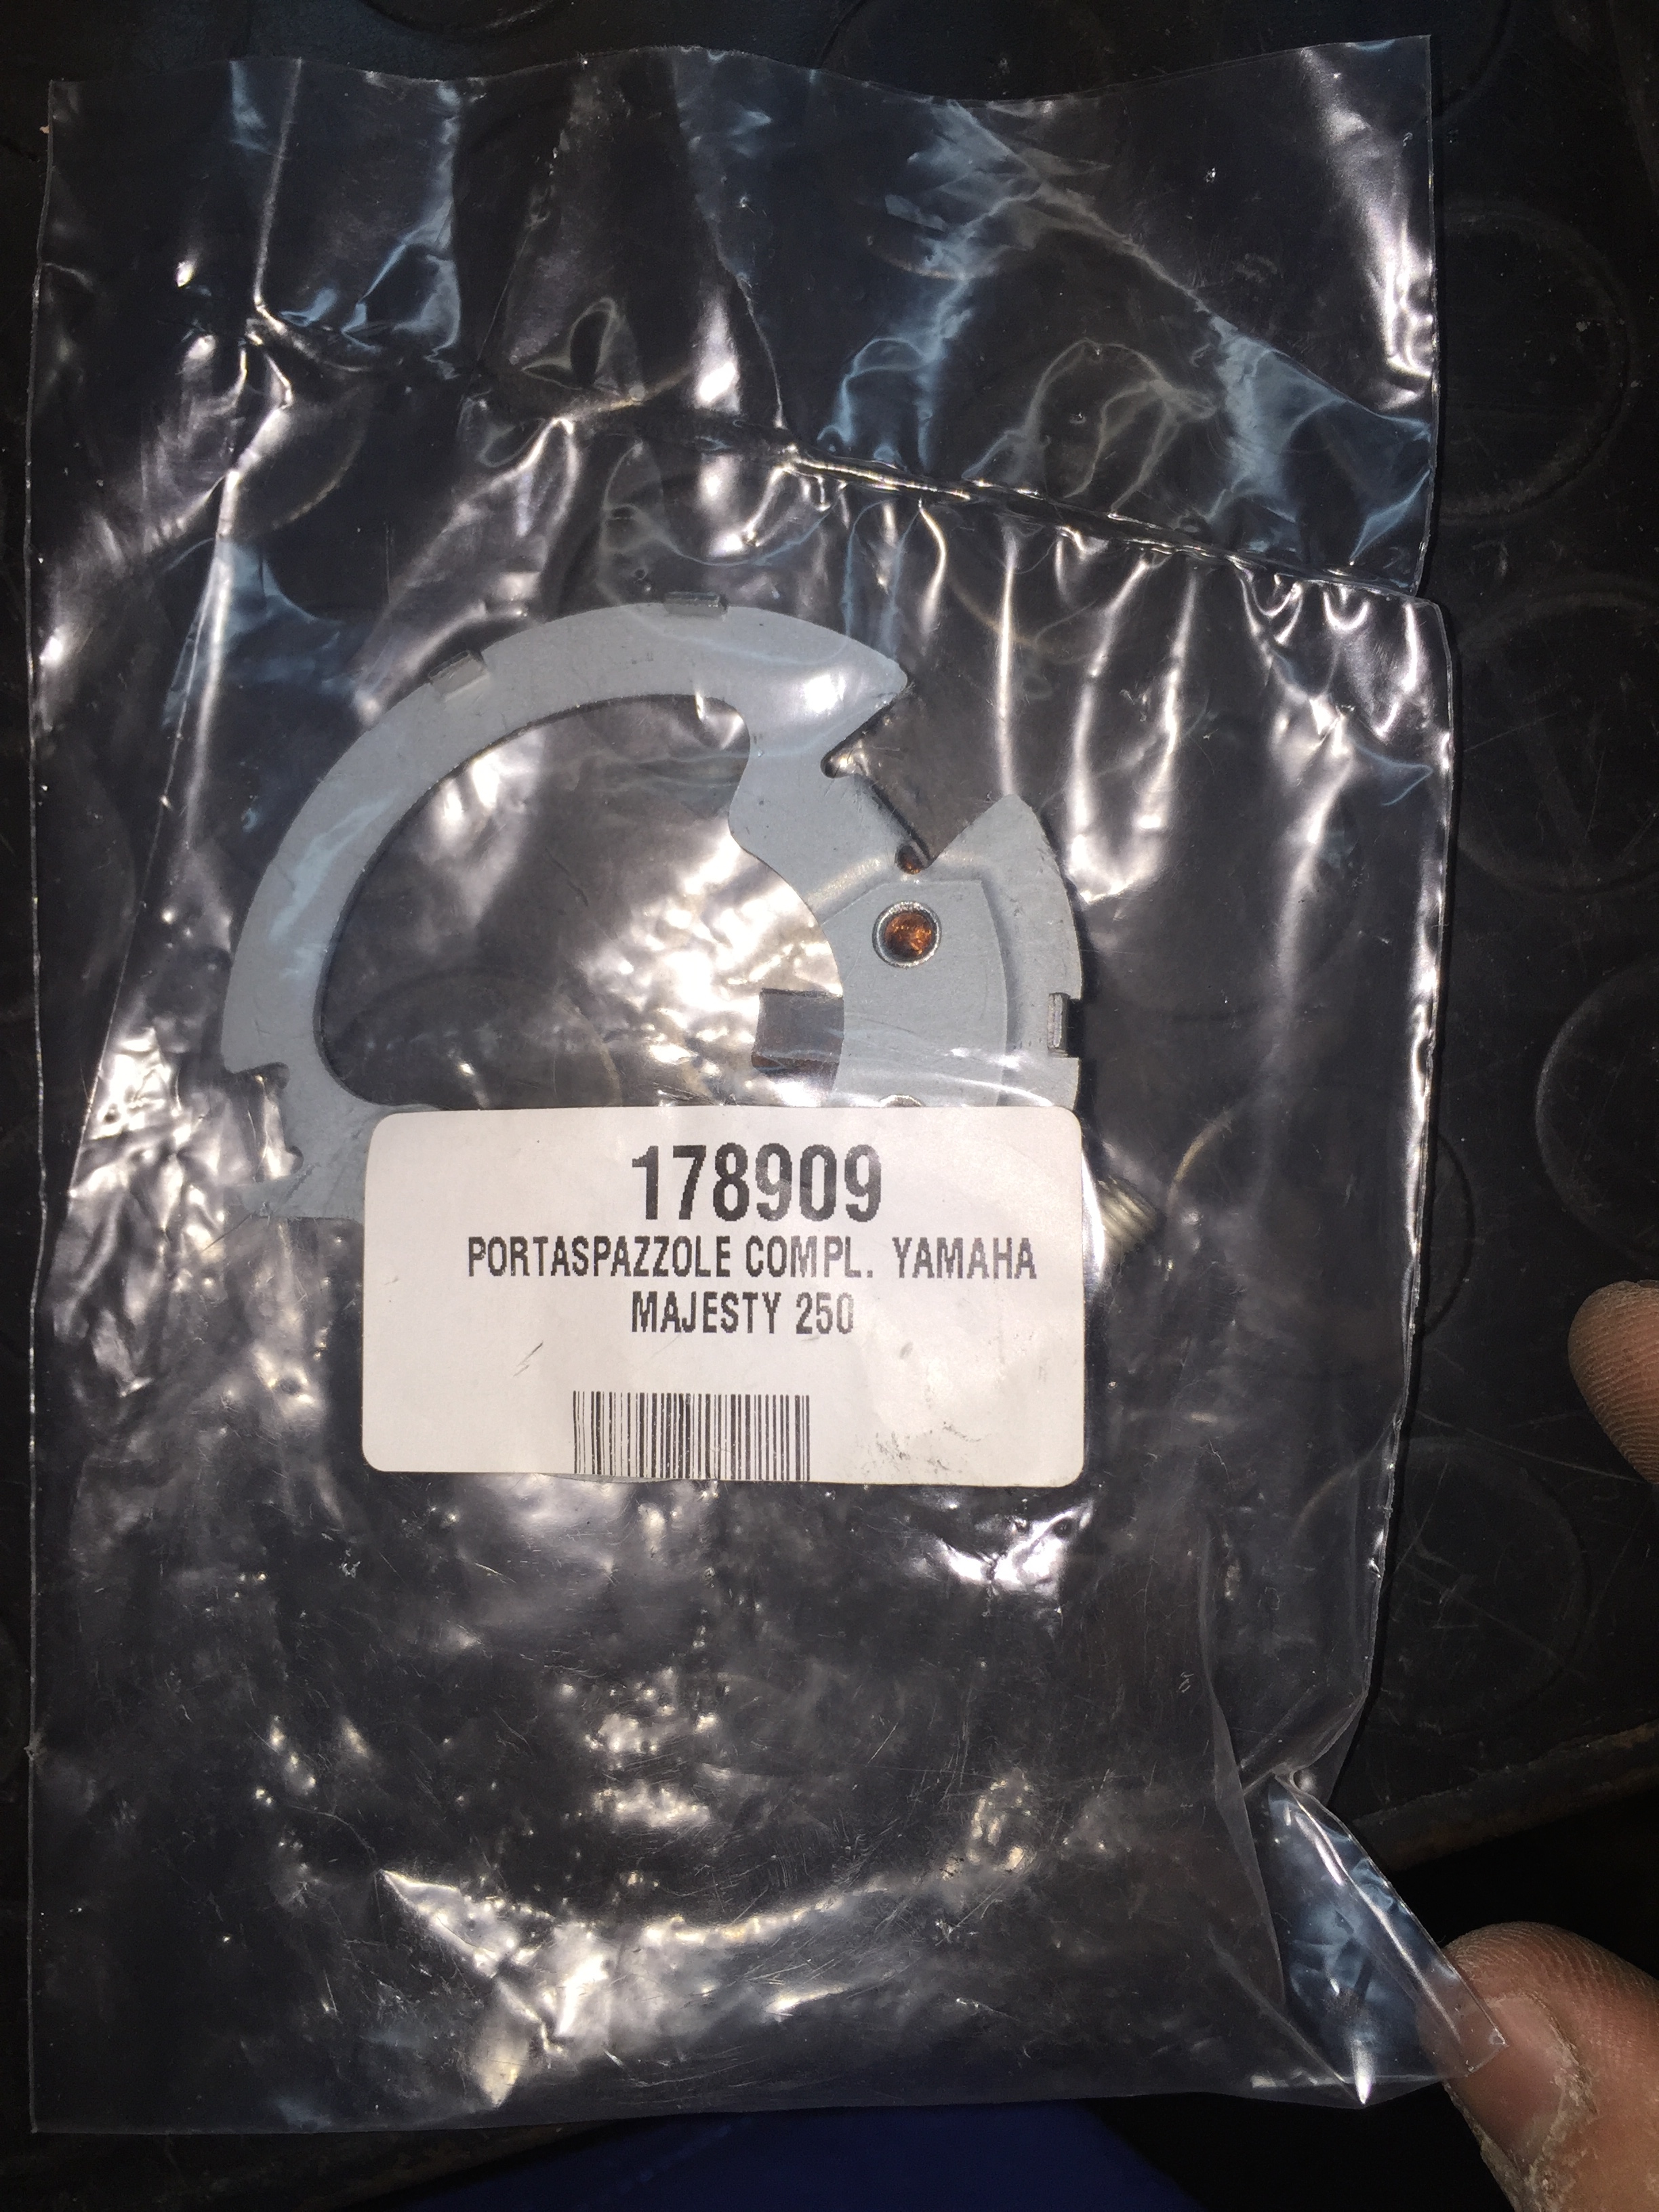 178909
PORTASPAZZOLE COMPL. YAMAHA
MAJESTY 250